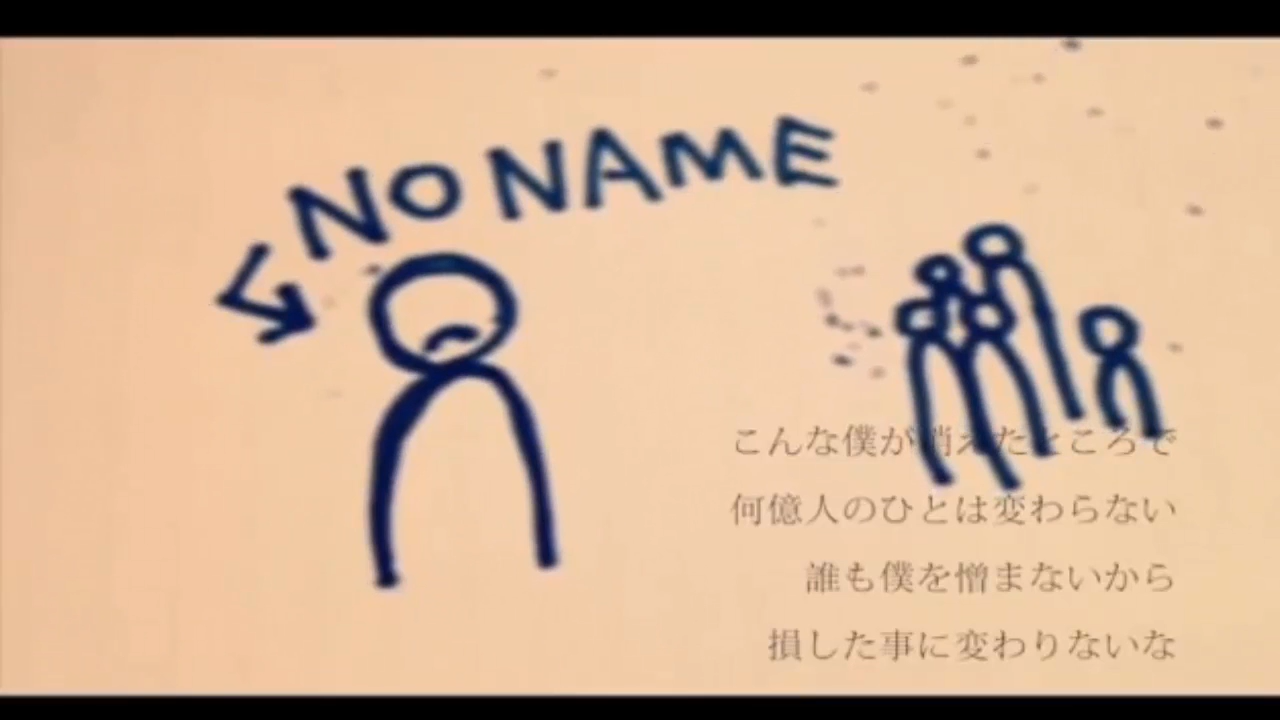 NO NAME
こんな僕が消えたところで
何億人のひとは変わらない
誰も僕を憎まないから
損した事に変わりないな